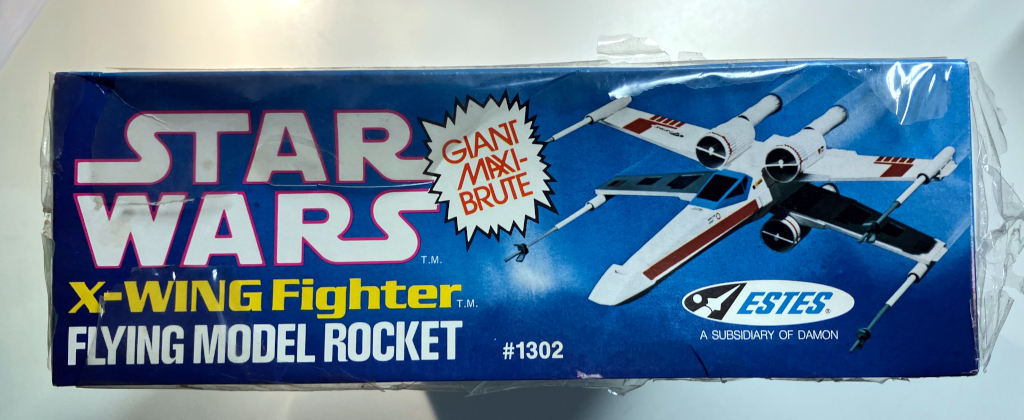 STAR
WARS T.M.
GIANT
MAXI-
BRUTE
X-WING Fighter T.M.
FLYING MODEL ROCKET
#1302
ESTES®
A SUBSIDIARY OF DAMON